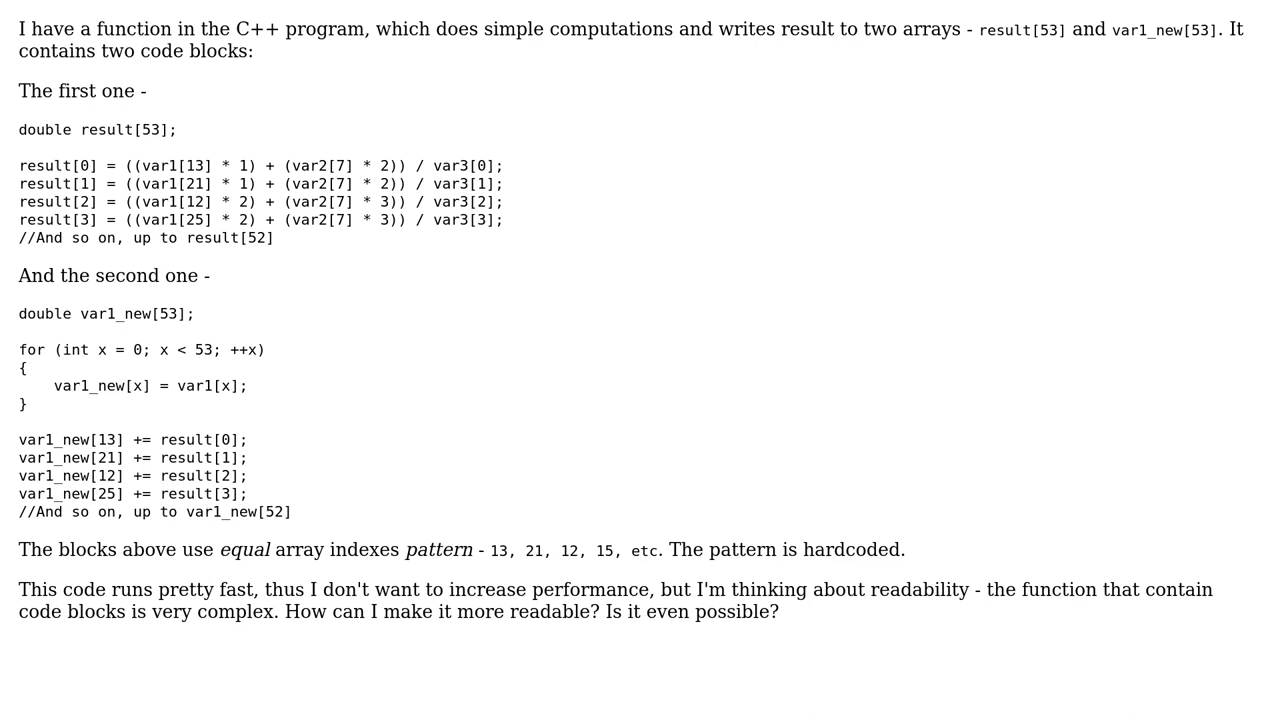 I have a function in the C++ program, which does simple computations and writes result to two arrays - result[53] and var1_new[53]. It
contains two code blocks:
The first one -
double result[53];
result[0] = ((var1[13] * 1) + (var2[7] * 2)) / var3[0];
result[1] = ((var1[21] * 1) + (var2[7] * 2)) / var3[1];
result[2] = ((var1[12] * 2) + (var2[7] * 3)) / var3[2];
result[3] = ((var1[25] * 2) + (var2[7] * 3)) / var3[3];
//And so on, up to result[52]
And the second one -
double var1_new[53];
for (int x = 0; x < 53; ++x)
{
    var1_new[x] = var1[x];
}
var1_new[13] += result[0];
var1_new[21] += result[1];
var1_new[12] += result[2];
var1_new[25] += result[3];
//And so on, up to var1_new[52]
The blocks above use equal array indexes pattern - 13, 21, 12, 15, etc. The pattern is hardcoded.
This code runs pretty fast, thus I don't want to increase performance, but I'm thinking about readability - the function that contain
code blocks is very complex. How can I make it more readable? Is it even possible?